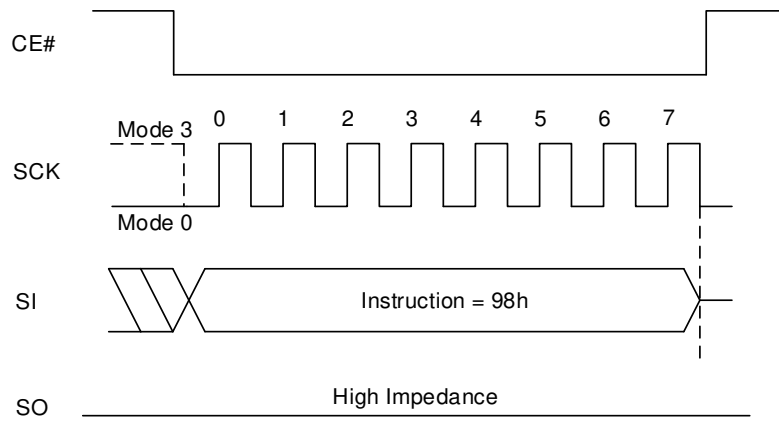 CE#
Mode 3
0 1 2 3 4 5 6 7
SCK
Mode 0
SI
Instruction = 98h
SO
High Impedance